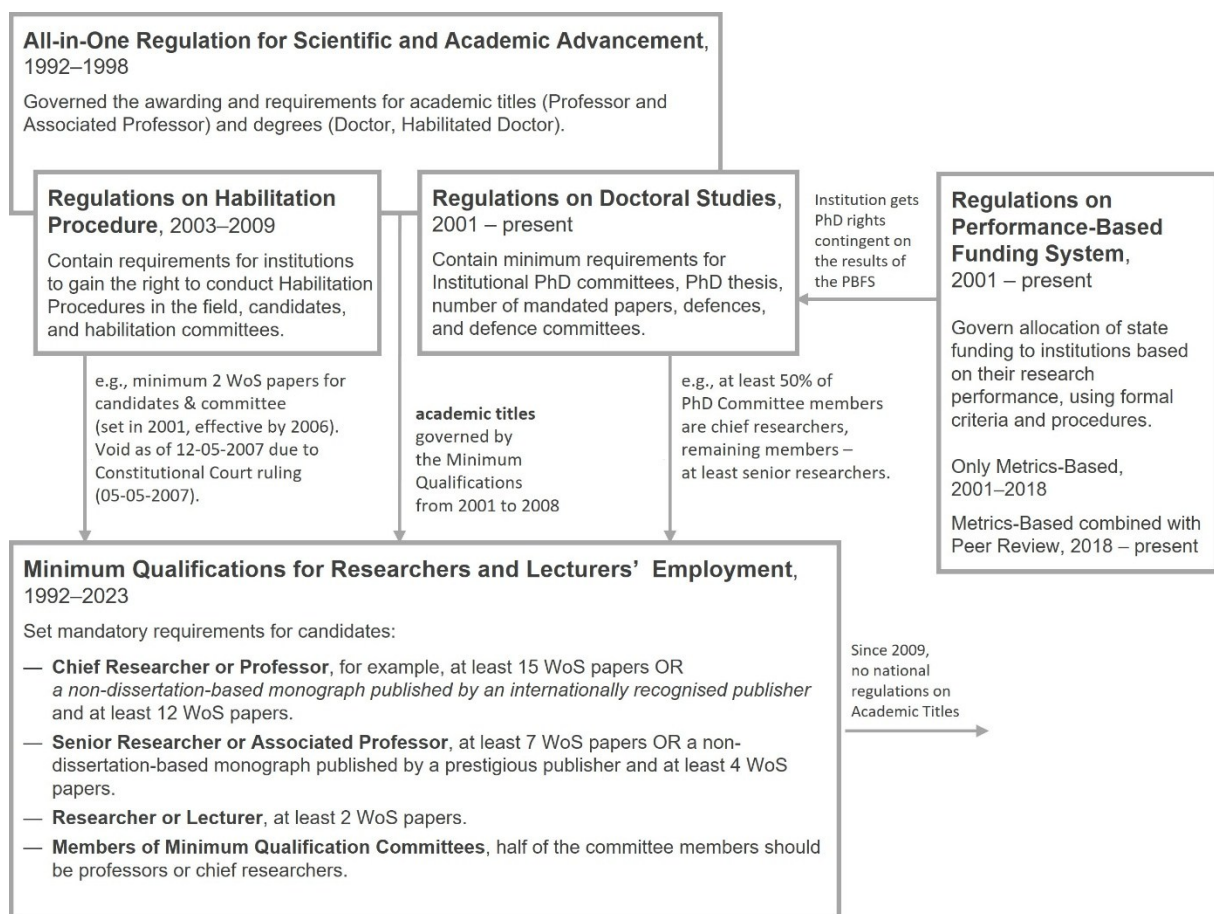 All-in-One Regulation for Scientific and Academic Advancement,
1992–1998
Governed the awarding and requirements for academic titles (Professor and
Associated Professor) and degrees (Doctor, Habilitated Doctor).
Regulations on Habilitation
Procedure, 2003–2009
Contain requirements for institutions
to gain the right to conduct Habilitation
Procedures in the field, candidates,
and habilitation committees.
Regulations on Doctoral Studies,
2001 – present
Contain minimum requirements for
Institutional PhD committees, PhD thesis,
number of mandated papers, defences,
and defence committees.
Institution gets
PhD rights
contingent on
the results of
the PBFS
Regulations on
Performance-Based
Funding System,
2001 – present
Govern allocation of state
funding to institutions based
on their research
performance, using formal
criteria and procedures.
Only Metrics-Based,
2001–2018
Metrics-Based combined with
Peer Review, 2018 – present
e.g., minimum 2 WoS papers for
candidates & committee
(set in 2001, effective by 2006).
Void as of 12-05-2007 due to
Constitutional Court ruling
(05-05-2007).
academic titles
governed by
the Minimum
Qualifications
from 2001 to 2008
e.g., at least 50% of
PhD Committee members
are chief researchers,
remaining members –
at least senior researchers.
Minimum Qualifications for Researchers and Lecturers’ Employment,
1992–2023
Set mandatory requirements for candidates:
— Chief Researcher or Professor, for example, at least 15 WoS papers OR
a non-dissertation-based monograph published by an internationally recognised publisher
and at least 12 WoS papers.
— Senior Researcher or Associated Professor, at least 7 WoS papers OR a non-
dissertation-based monograph published by a prestigious publisher and at least 4 WoS
papers.
— Researcher or Lecturer, at least 2 WoS papers.
— Members of Minimum Qualification Committees, half of the committee members should
be professors or chief researchers.
Since 2009,
no national
regulations on
Academic Titles